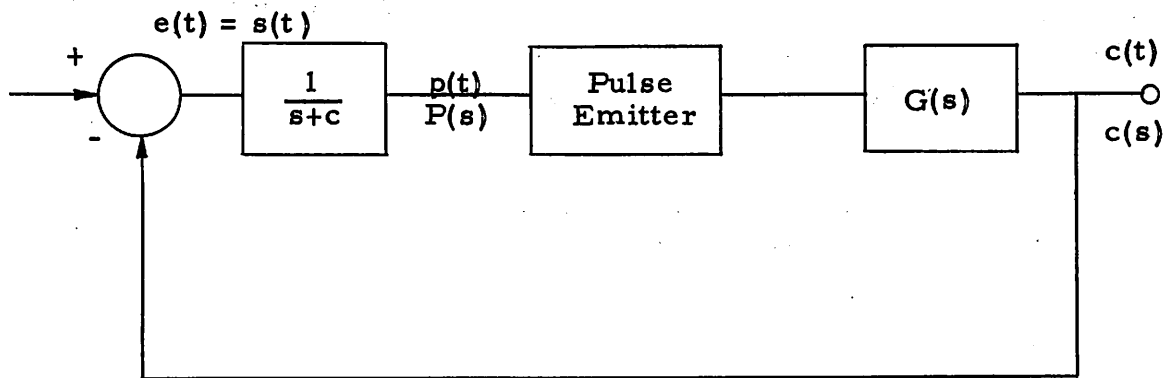 e(t) = s(t)
+
-
1
s+c
p(t)
P(s)
Pulse
Emitter
G(s)
c(t)
c(s)